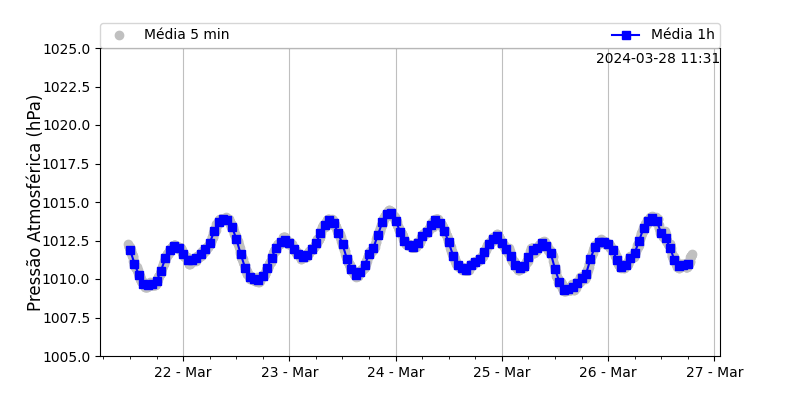 Média 5 min
Média 1h
2024-03-28 11:31
Pressão Atmosférica (hPa)
1025.0
1022.5
1020.0
1017.5
1015.0
1012.5
1010.0
1007.5
1005.0
22 - Mar
23 - Mar
24 - Mar
25 - Mar
26 - Mar
27 - Mar